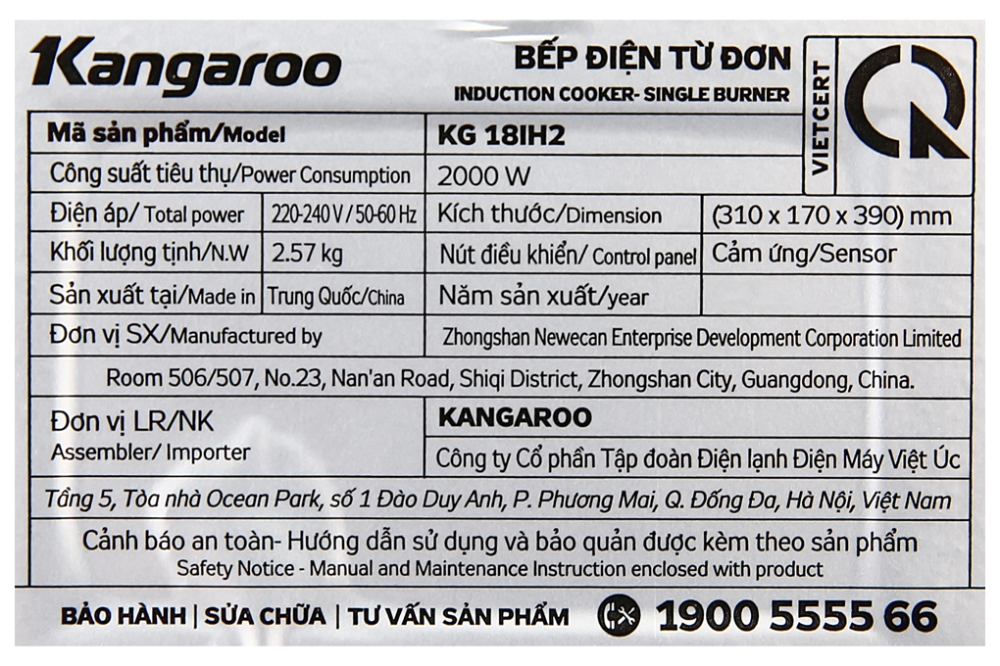 Kangaroo
BẾP ĐIỆN TỪ ĐƠN
INDUCTION COOKER- SINGLE BURNER
VIETCERT
Mã sản phẩm/Model KG 18IH2
Công suất tiêu thụ/Power Consumption 2000 W
Điện áp/ Total power 220-240 V / 50-60 Hz Kích thước/Dimension (310 x 170 x 390) mm
Khối lượng tịnh/N.W 2.57 kg Nút điều khiển/ Control panel Cảm ứng/Sensor
Sản xuất tại/Made in Trung Quốc/China Năm sản xuất/year
Đơn vị SX/Manufactured by Zhongshan Newecan Enterprise Development Corporation Limited
Room 506/507, No.23, Nan'an Road, Shiqi District, Zhongshan City, Guangdong, China.
Đơn vị LR/NK
Assembler/ Importer
KANGAROO
Công ty Cổ phần Tập đoàn Điện lạnh Điện Máy Việt Úc
Tầng 5, Tòa nhà Ocean Park, số 1 Đào Duy Anh, P. Phương Mai, Q. Đống Đa, Hà Nội, Việt Nam
Cảnh báo an toàn- Hướng dẫn sử dụng và bảo quản được kèm theo sản phẩm
Safety Notice - Manual and Maintenance Instruction enclosed with product
BẢO HÀNH | SỬA CHỮA | TƯ VẤN SẢN PHẨM 1900 5555 66